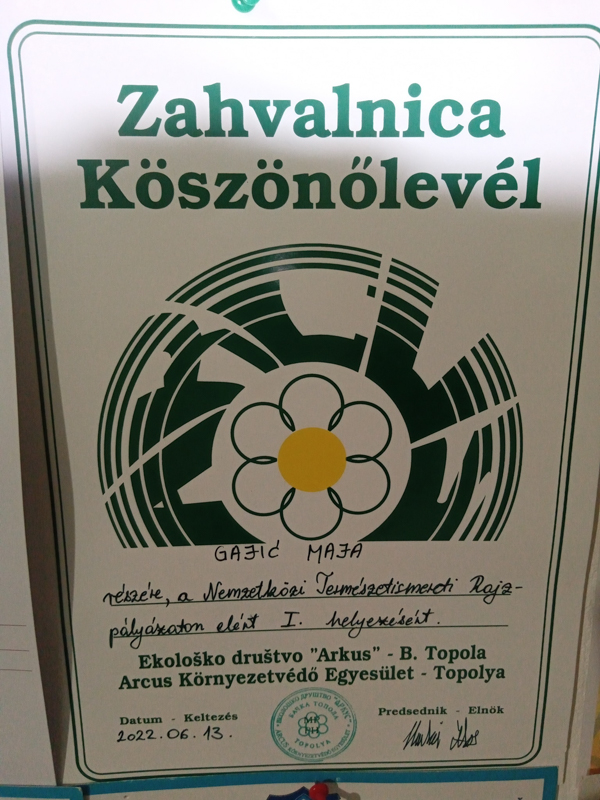 Zahvalnica
Köszönőlevél
GAJIĆ MAJA
részére, a Nemzetközi Természetismereti Rajz-
pályázaton elért I. helyezéséért.
Ekološko društvo "Arkus" - B. Topola
Arcus Környezetvédő Egyesület - Topolya
Datum - Keltezés
2022.06.13.
Predsednik - Elnök